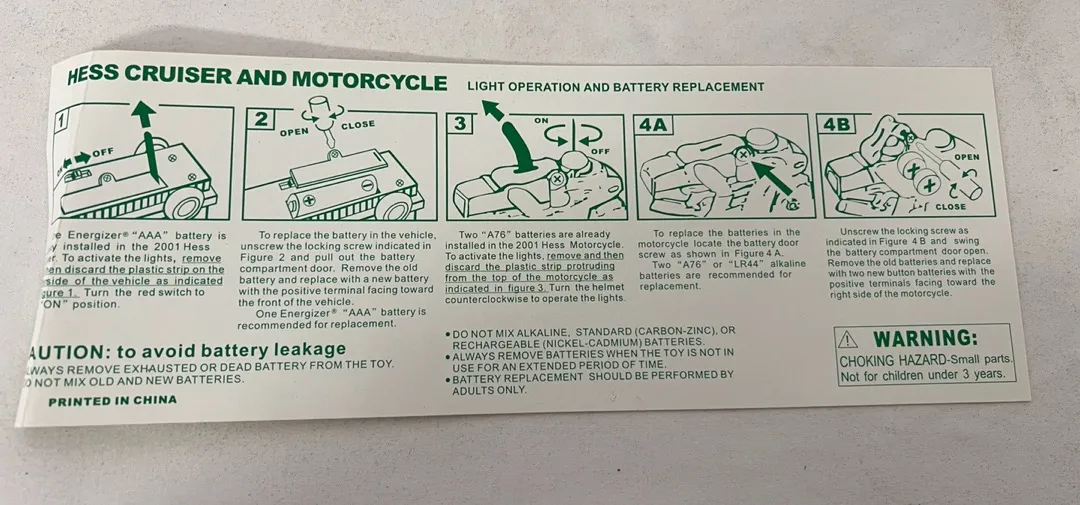 HESS CRUISER AND MOTORCYCLE LIGHT OPERATION AND BATTERY REPLACEMENT
1
OFF
Energizer® “AAA” battery is
installed in the 2001 Hess
To activate the lights, remove
discard the plastic strip on the
side of the vehicle as indicated
1. Turn the red switch to
ON” position.
2
OPEN CLOSE
To replace the battery in the vehicle,
unscrew the locking screw indicated in
Figure 2 and pull out the battery
compartment door. Remove the old
battery and replace with a new battery
with the positive terminal facing toward
the front of the vehicle.
One Energizer® “AAA” battery is
recommended for replacement.
3
ON
OFF
Two “A76” batteries are already
installed in the 2001 Hess Motorcycle.
To activate the lights, remove and then
discard the plastic strip protruding
from the top of the motorcycle as
indicated in figure 3. Turn the helmet
counterclockwise to operate the lights.
4A
To replace the batteries in the
motorcycle locate the battery door
screw as shown in Figure 4 A.
Two “A76” or “LR44” alkaline
batteries are recommended for
replacement.
4B
OPEN
CLOSE
Unscrew the locking screw as
indicated in Figure 4 B and swing
the battery compartment door open.
Remove the old batteries and replace
with two new button batteries with the
positive terminals facing toward the
right side of the motorcycle.
AUTION: to avoid battery leakage
WAYS REMOVE EXHAUSTED OR DEAD BATTERY FROM THE TOY.
NOT MIX OLD AND NEW BATTERIES.
PRINTED IN CHINA
•DO NOT MIX ALKALINE, STANDARD (CARBON-ZINC), OR
RECHARGEABLE (NICKEL-CADMIUM) BATTERIES.
•ALWAYS REMOVE BATTERIES WHEN THE TOY IS NOT IN
USE FOR AN EXTENDED PERIOD OF TIME.
•BATTERY REPLACEMENT SHOULD BE PERFORMED BY
ADULTS ONLY.
WARNING:
CHOKING HAZARD-Small parts.
Not for children under 3 years.